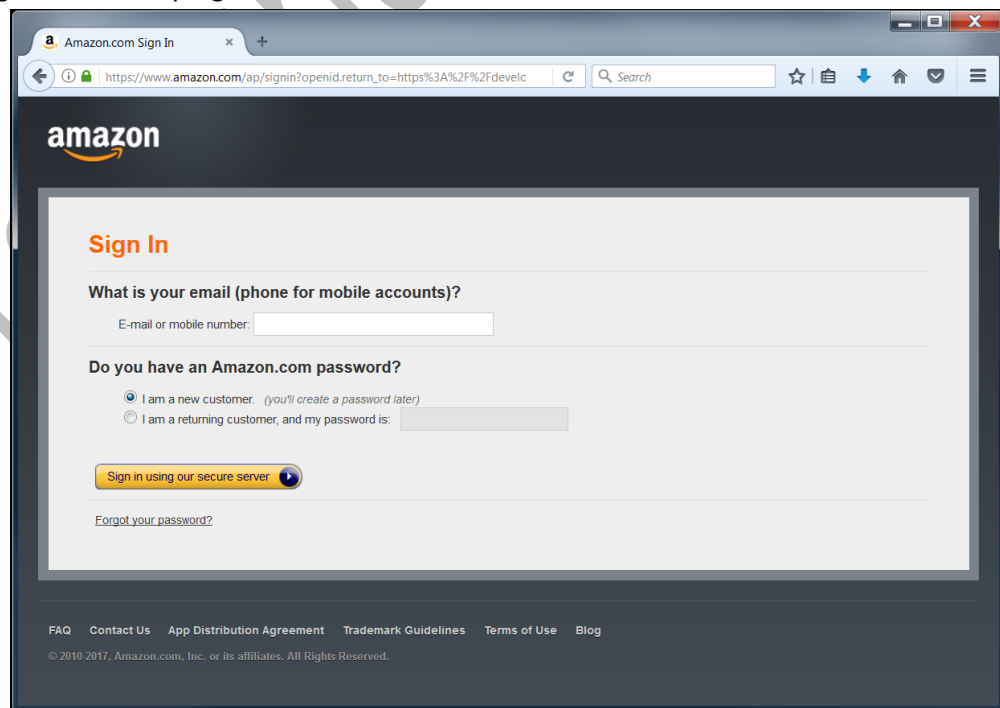 a Amazon.com Sign In × +
https://www.amazon.com/ap/signin?openid.return_to=https%3A%2F%2Fdevelc Search
amazon
Sign In
What is your email (phone for mobile accounts)?
E-mail or mobile number:
Do you have an Amazon.com password?
I am a new customer. (you'll create a password later)
I am a returning customer, and my password is:
Sign in using our secure server
Forgot your password?
FAQ Contact Us App Distribution Agreement Trademark Guidelines Terms of Use Blog
© 2010-2017, Amazon.com, Inc. or its affiliates. All Rights Reserved.